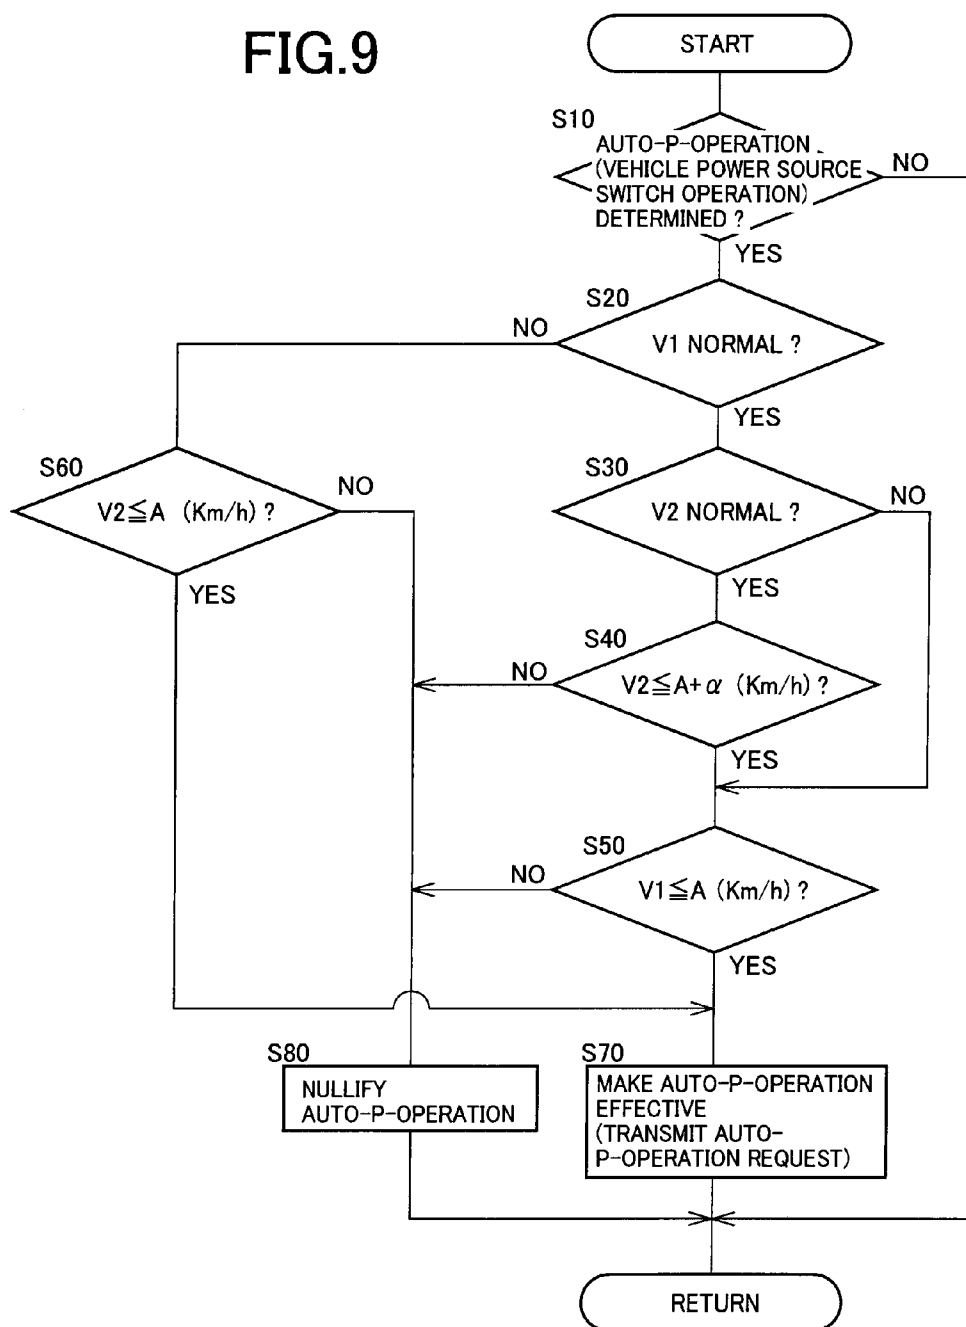 FIG.9
START
S10
AUTO-P-OPERATION
(VEHICLE POWER SOURCE
SWITCH OPERATION)
DETERMINED ?
NO
YES
S20
NO
V1 NORMAL ?
YES
S60
V2≦A (Km/h) ?
NO
YES
S30
V2 NORMAL ?
NO
YES
S40
NO
V2≦A+α (Km/h) ?
YES
S50
NO
V1≦A (Km/h) ?
YES
S80
NULLIFY
AUTO-P-OPERATION
S70
MAKE AUTO-P-OPERATION
EFFECTIVE
(TRANSMIT AUTO-
P-OPERATION REQUEST)
RETURN